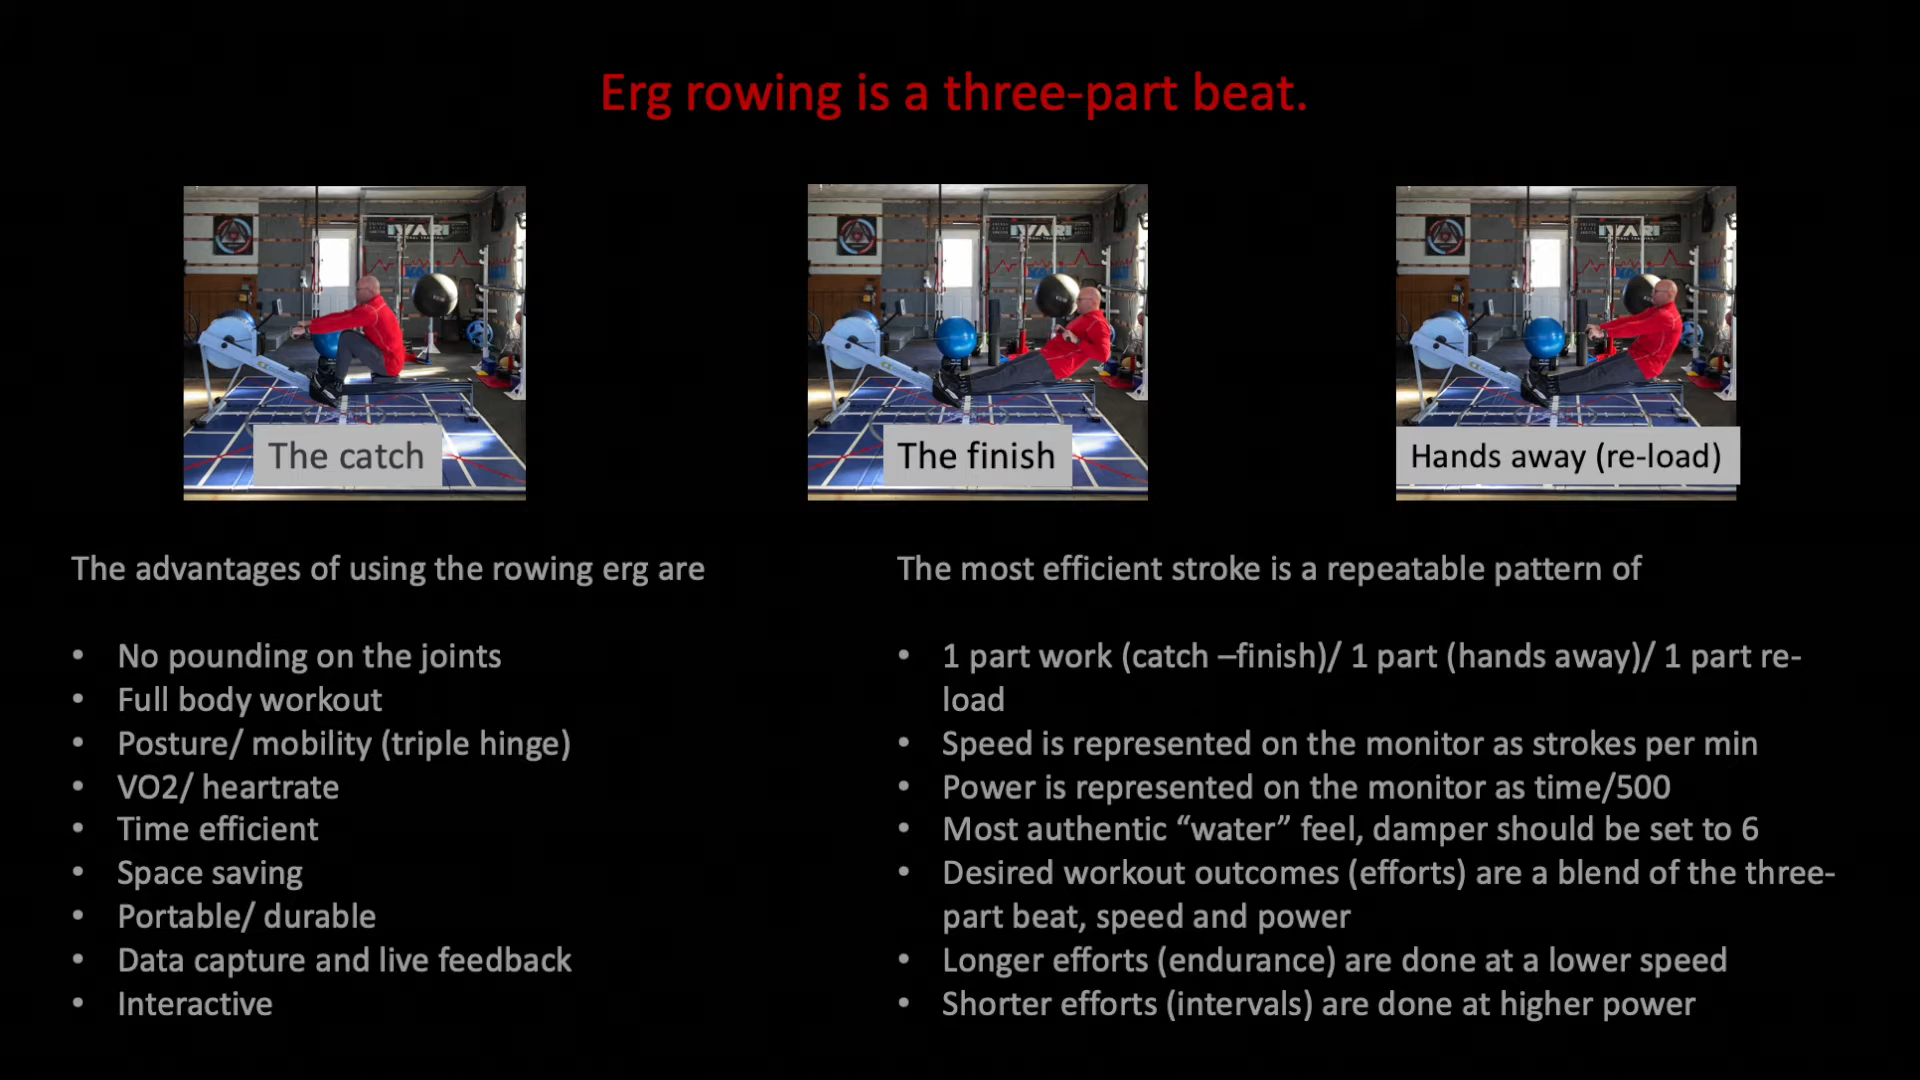 Erg rowing is a three-part beat.
The catch
The finish
Hands away (re-load)
The advantages of using the rowing erg are
• No pounding on the joints
• Full body workout
• Posture/ mobility (triple hinge)
• VO2/ heartrate
• Time efficient
• Space saving
• Portable/ durable
• Data capture and live feedback
• Interactive
The most efficient stroke is a repeatable pattern of
• 1 part work (catch –finish)/ 1 part (hands away)/ 1 part re-
load
• Speed is represented on the monitor as strokes per min
• Power is represented on the monitor as time/500
• Most authentic “water” feel, damper should be set to 6
• Desired workout outcomes (efforts) are a blend of the three-
part beat, speed and power
• Longer efforts (endurance) are done at a lower speed
• Shorter efforts (intervals) are done at higher power